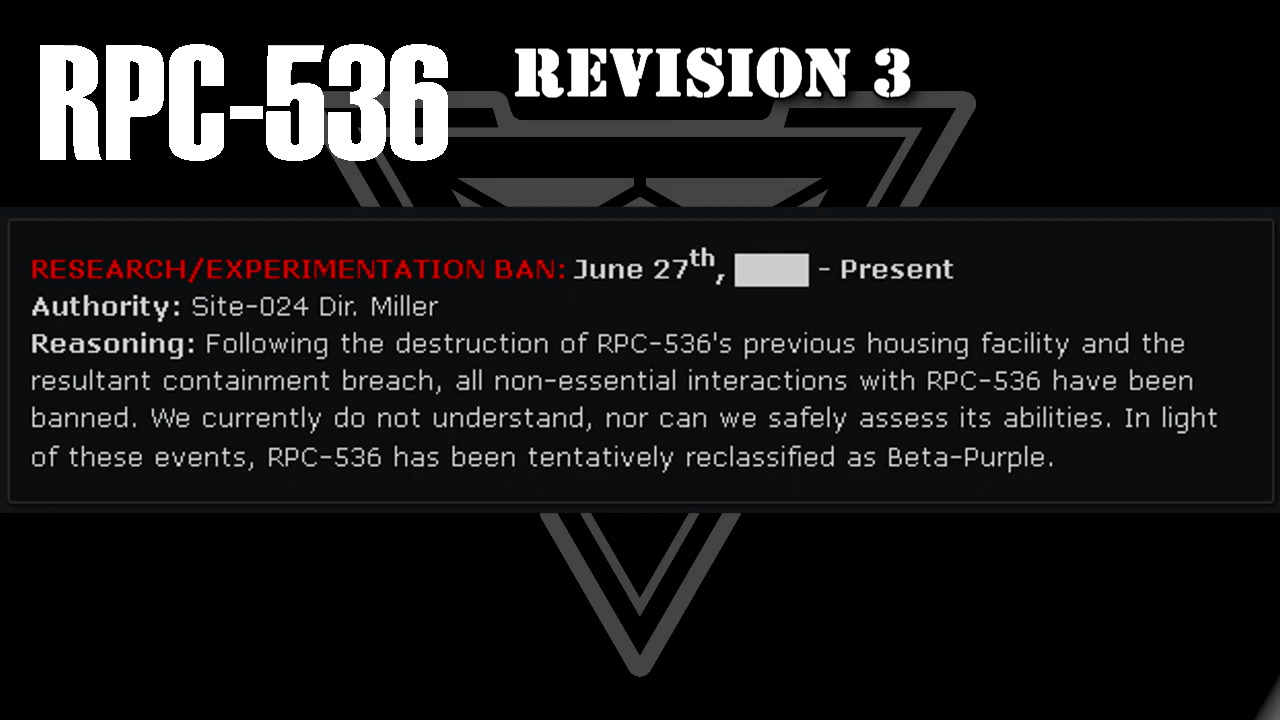 RPC-536 REVISION 3
RESEARCH/EXPERIMENTATION BAN: June 27th, – Present
Authority: Site-024 Dir. Miller
Reasoning: Following the destruction of RPC-536's previous housing facility and the
resultant containment breach, all non-essential interactions with RPC-536 have been
banned. We currently do not understand, nor can we safely assess its abilities. In light
of these events, RPC-536 has been tentatively reclassified as Beta-Purple.